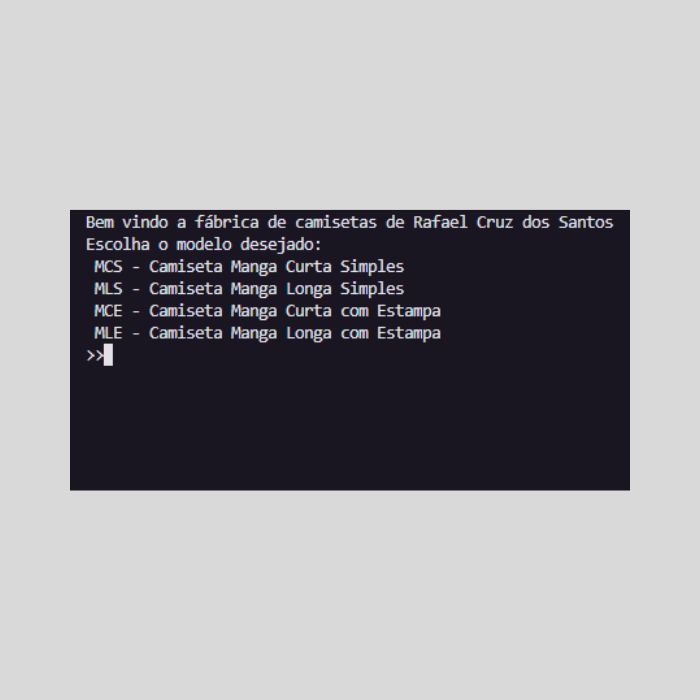 Bem vindo a fábrica de camisetas de Rafael Cruz dos Santos
Escolha o modelo desejado:
MCS - Camiseta Manga Curta Simples
MLS - Camiseta Manga Longa Simples
MCE - Camiseta Manga Curta com Estampa
MLE - Camiseta Manga Longa com Estampa
>>